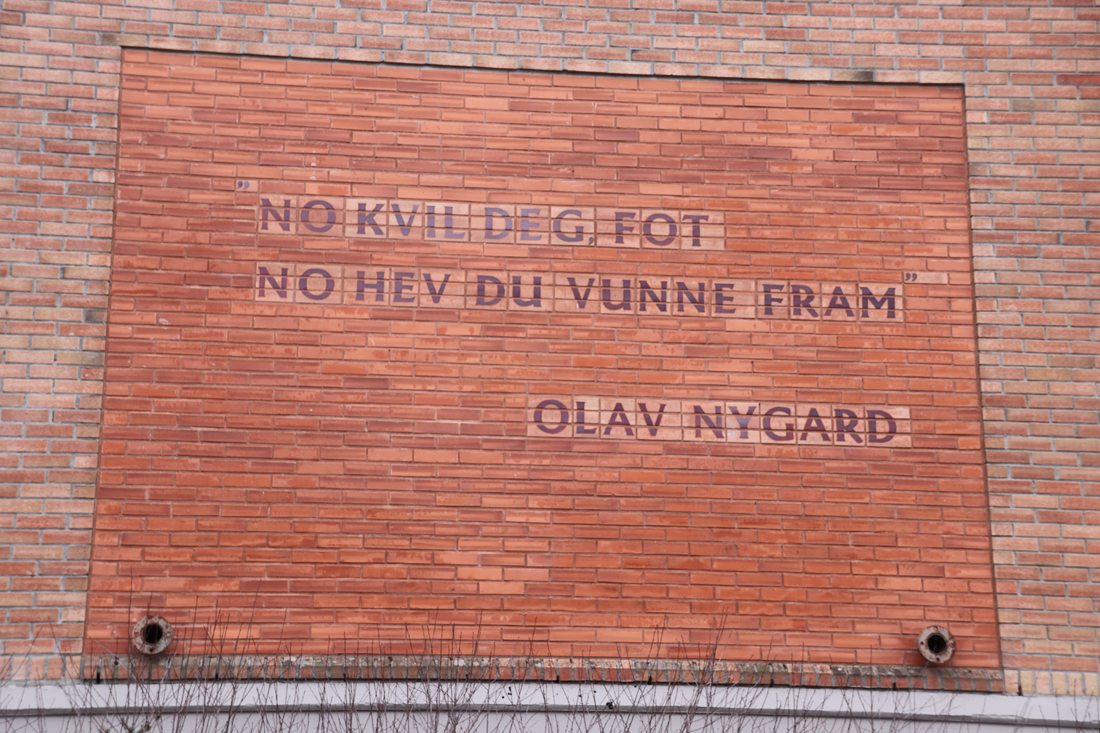 ”NO KVIL DEG, FOT
NO HEV DU VUNNE FRAM”
OLAV NYGARD